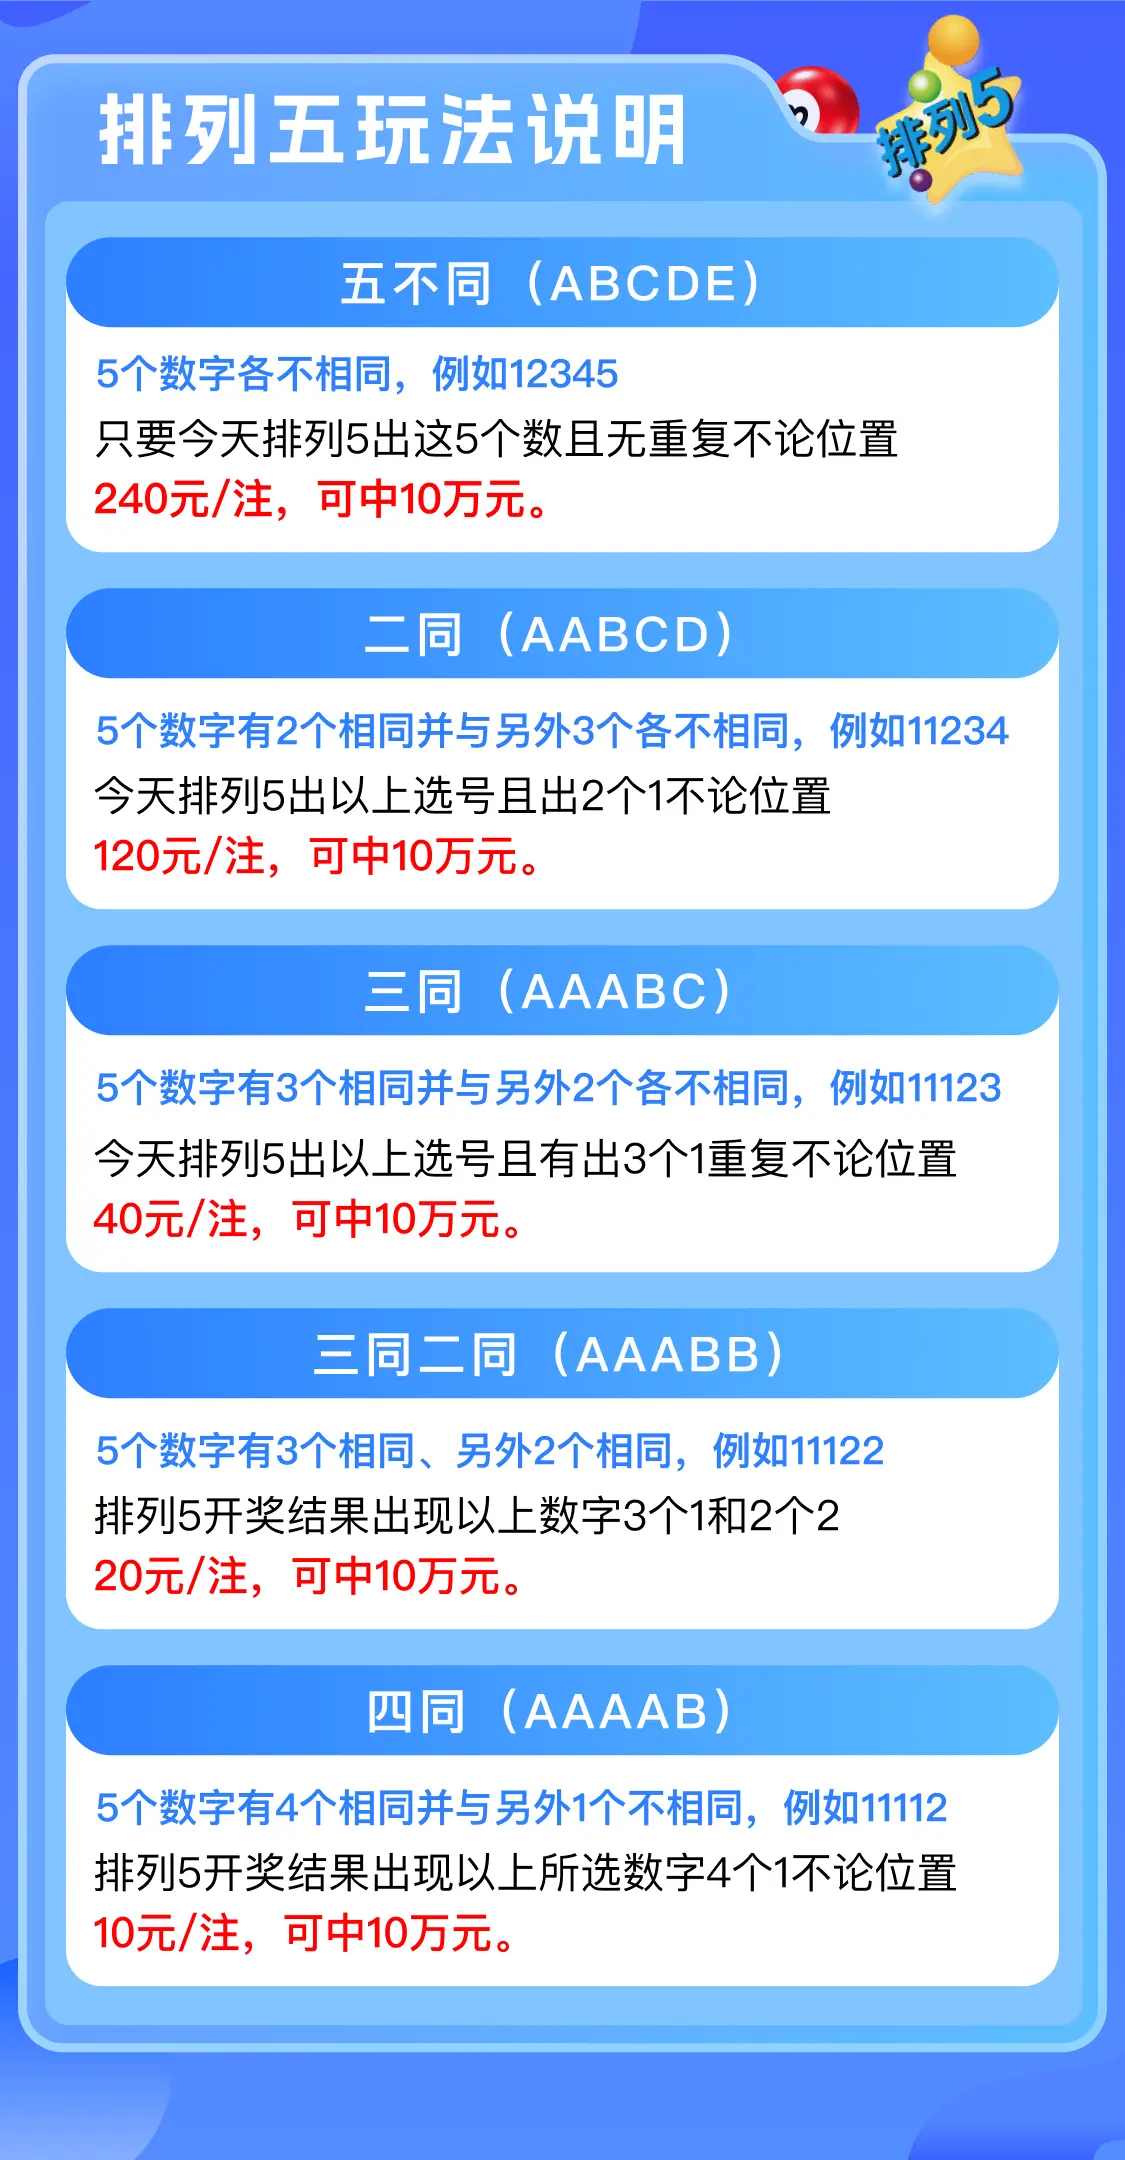 排列五玩法说明
2
排列5
五不同（ABCDE）
5个数字各不相同，例如12345
只要今天排列5出这5个数且无重复不论位置
240元/注，可中10万元。
二同（AABCD）
5个数字有2个相同并与另外3个各不相同，例如11234
今天排列5出以上选号且出2个1不论位置
120元/注，可中10万元。
三同（AAABC）
5个数字有3个相同并与另外2个各不相同，例如11123
今天排列5出以上选号且有出3个1重复不论位置
40元/注，可中10万元。
三同二同（AAABB）
5个数字有3个相同、另外2个相同，例如11122
排列5开奖结果出现以上数字3个1和2个2
20元/注，可中10万元。
四同（AAAAB）
5个数字有4个相同并与另外1个不相同，例如11112
排列5开奖结果出现以上所选数字4个1不论位置
10元/注，可中10万元。